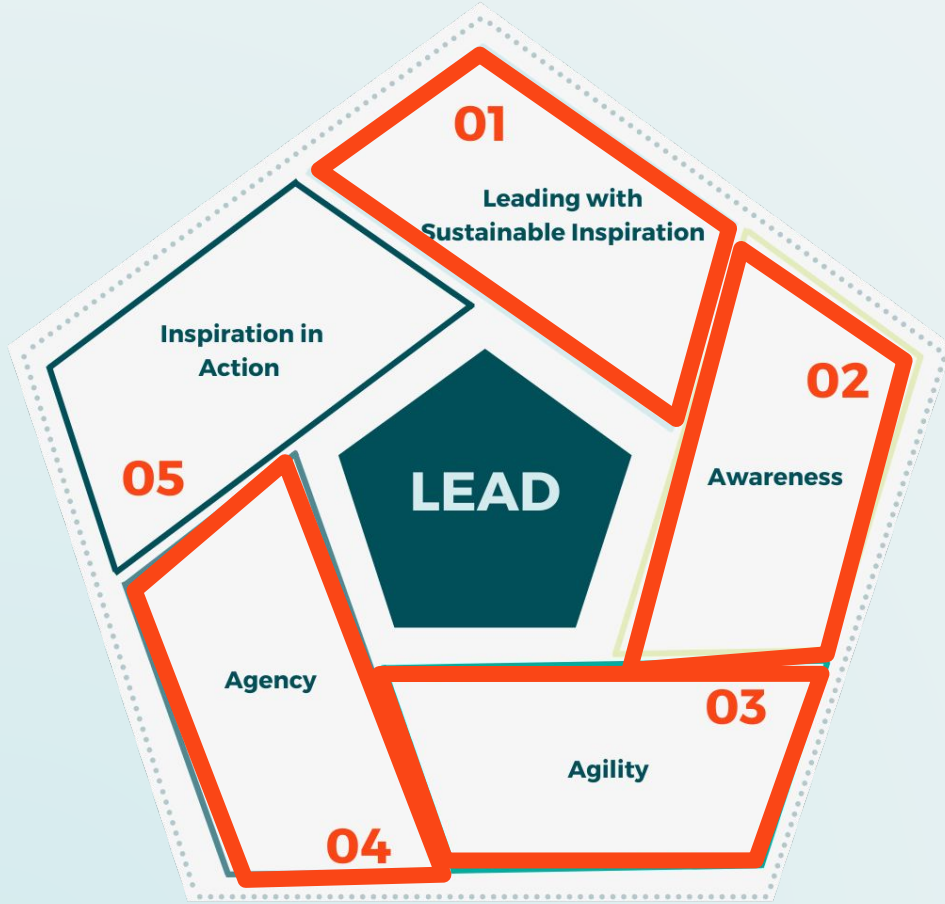 01
Leading with
Sustainable Inspiration
02
Awareness
03
Agility
04
Agency
05
Inspiration in
Action
LEAD